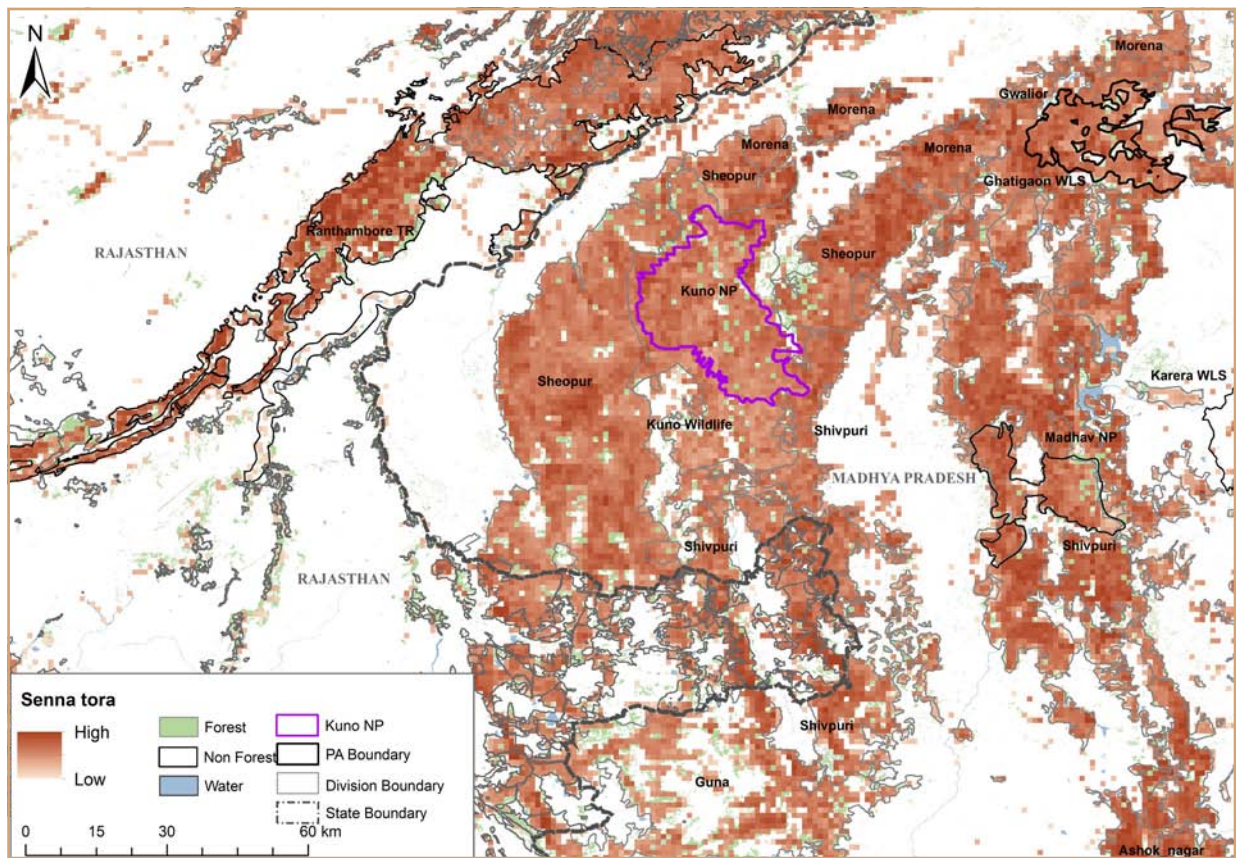 N
Morena
Gwalior
Morena
Morena
Morena
Sheopur
Ghatigaon WLS
Ranthambore TR
RAJASTHAN
Sheopur
Kuno NP
Sheopur
Karera WLS
Kuno Wildlife
Shivpuri
Madhav NP
MADHYA PRADESH
Shivpuri
Shivpuri
RAJASTHAN
Shivpuri
Guna
Ashok_nagar
Senna tora
High
Low
Forest
Non Forest
Water
Kuno NP
PA Boundary
Division Boundary
State Boundary
0 15 30 60 km